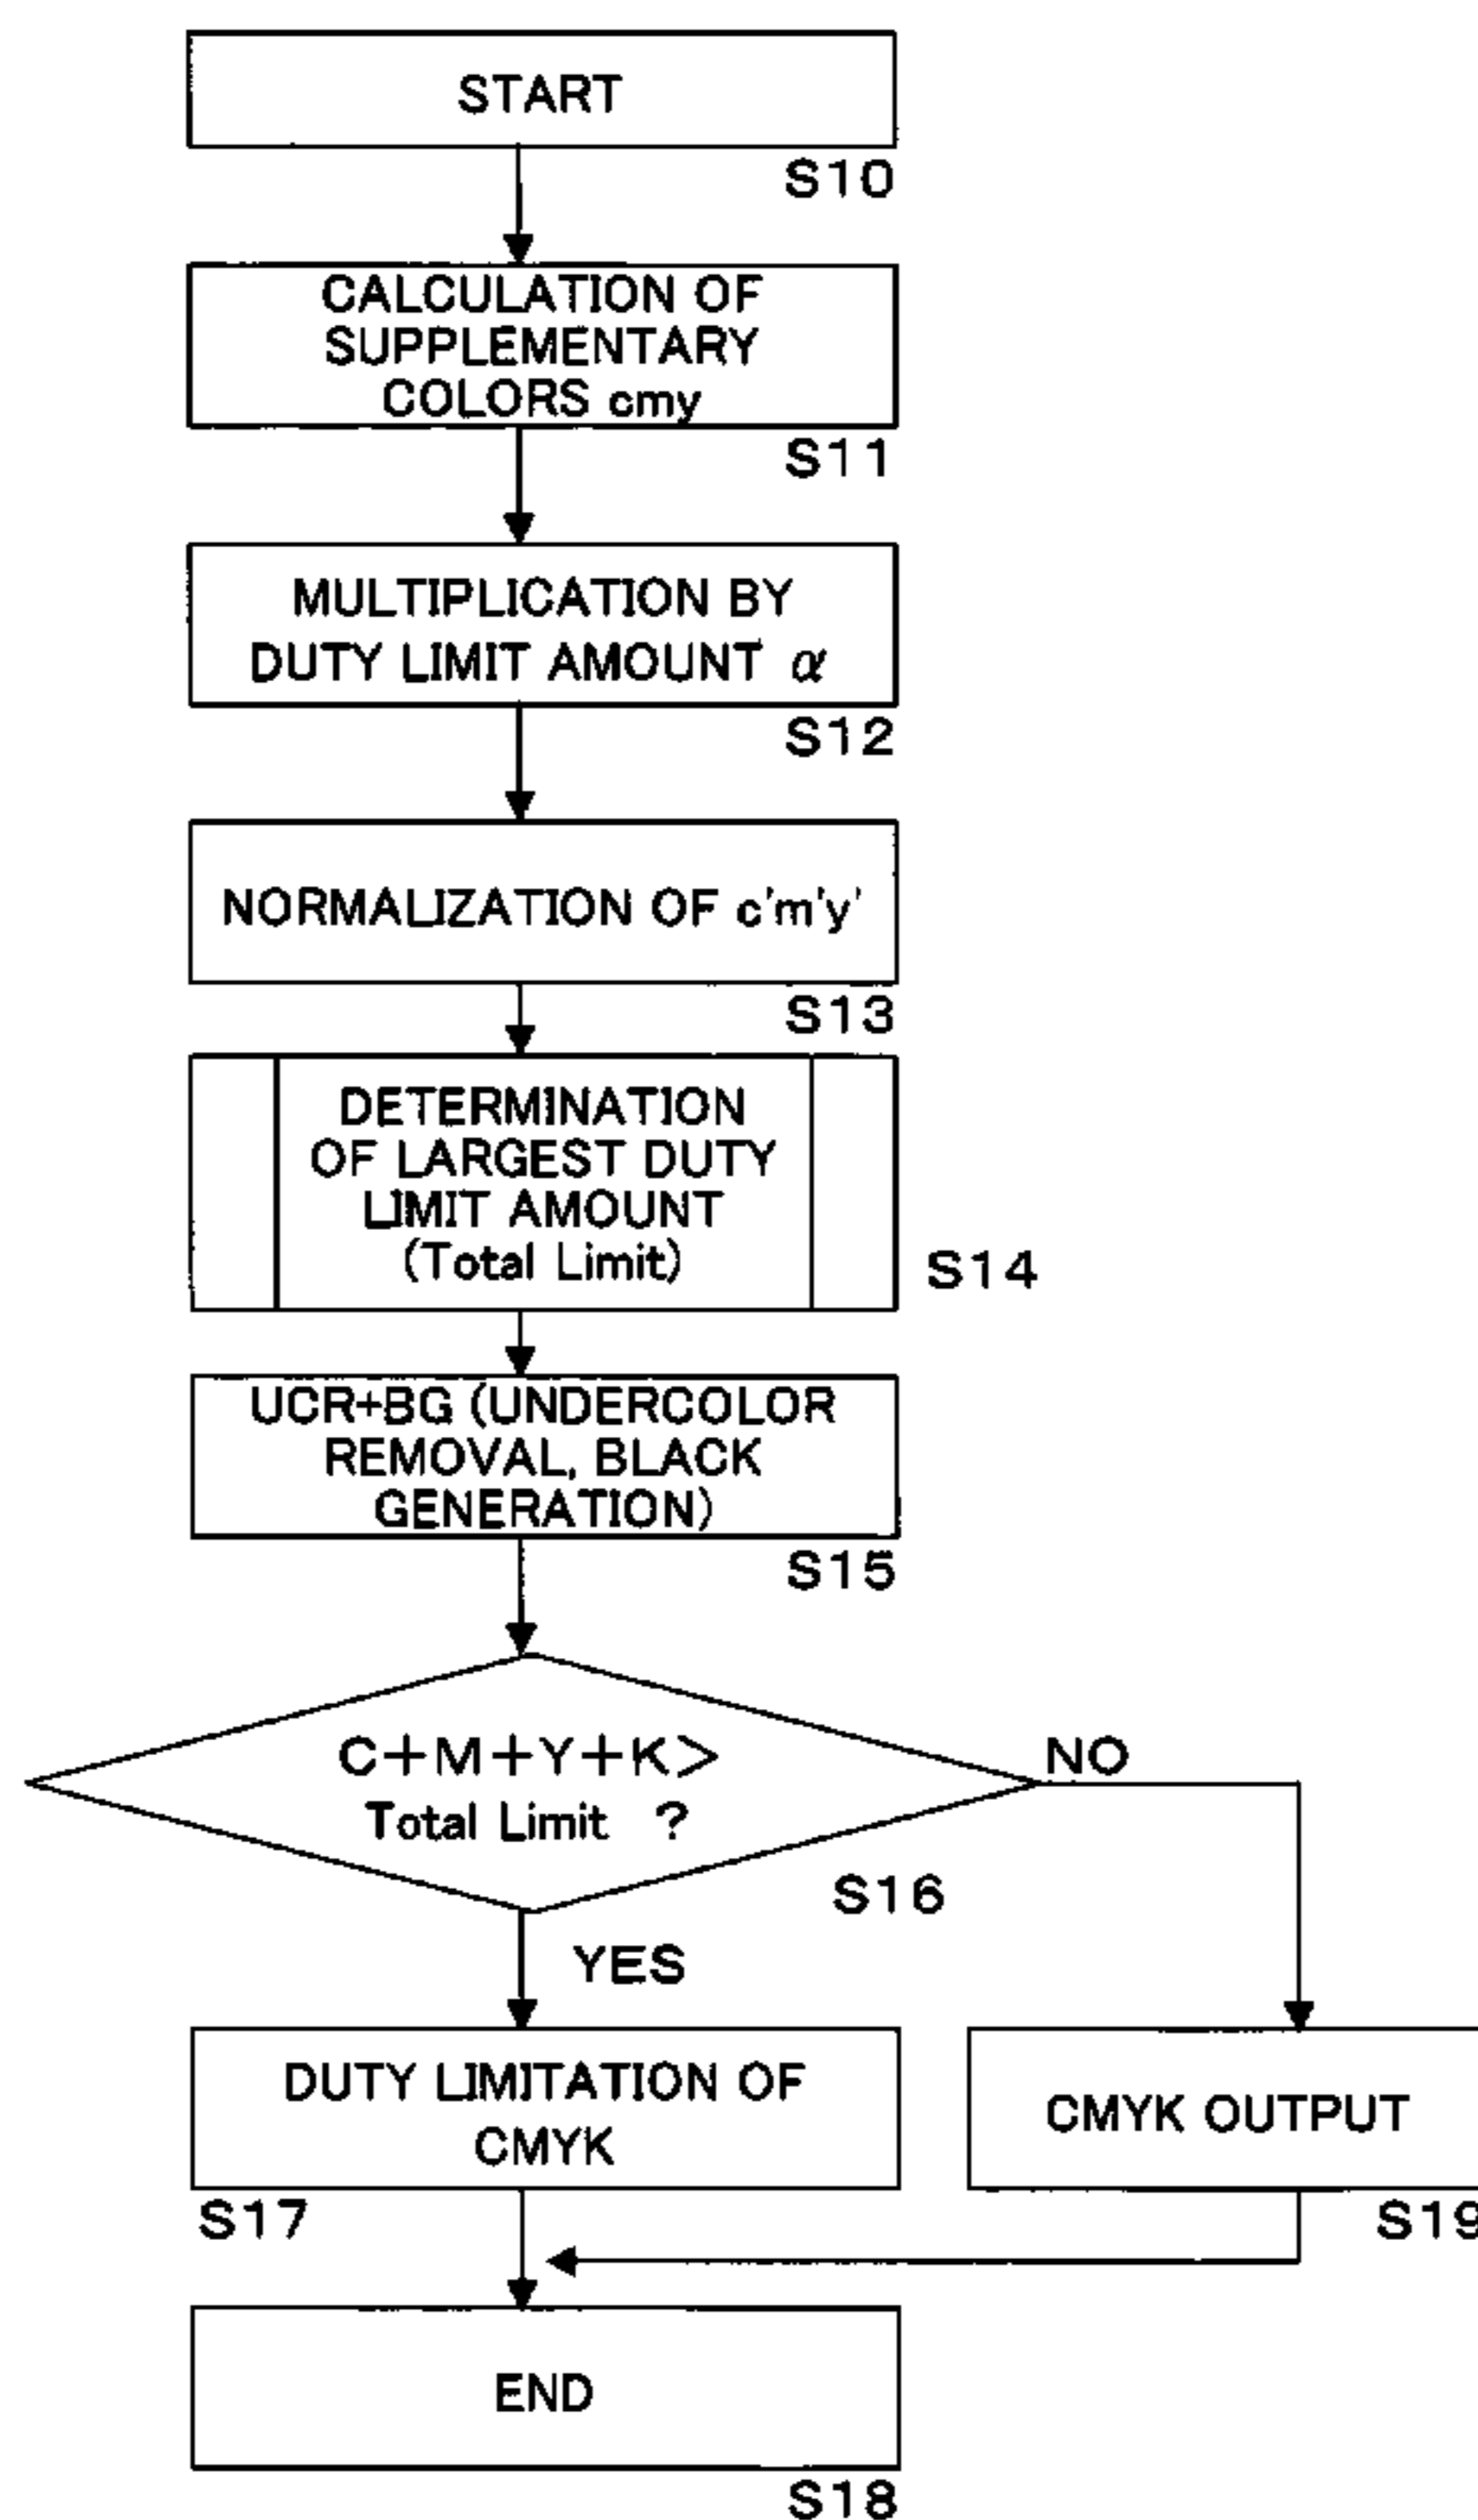 START
S10
CALCULATION OF
SUPPLEMENTARY
COLORS cmy
S11
MULTIPLICATION BY
DUTY LIMIT AMOUNT α
S12
NORMALIZATION OF c'm'y'
S13
DETERMINATION
OF LARGEST DUTY
LIMIT AMOUNT
(Total Limit)
S14
UCR+BG (UNDERCOLOR
REMOVAL, BLACK
GENERATION)
S15
C+M+Y+K>
Total Limit ?
NO
S16
YES
DUTY LIMITATION OF
CMYK
S17
CMYK OUTPUT
S19
END
S18